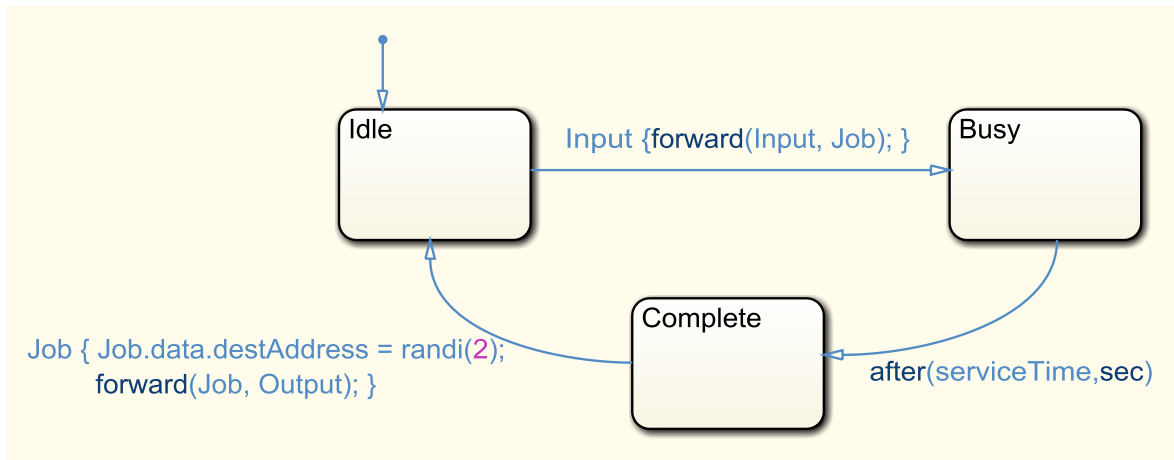 Idle
Input {forward(Input, Job); }
Busy
Complete
Job { Job.data.destAddress = randi(2);
forward(Job, Output); }
after(serviceTime,sec)